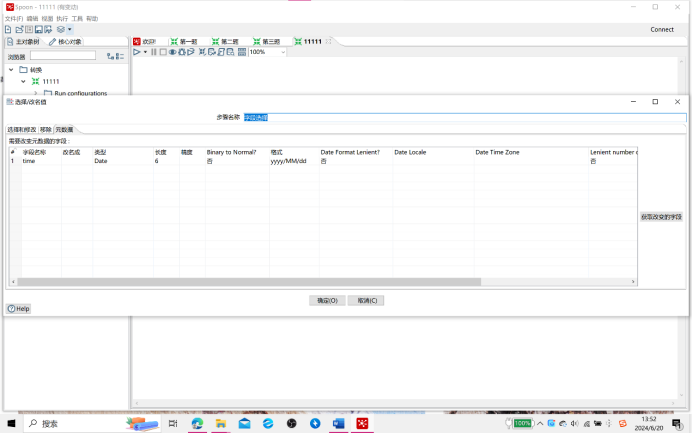 Spoon - 11111 (有变动)
文件(F) 编辑 视图 执行 工具 帮助
Connect
主对象树 核心对象
欢迎! 第一题 第二题 第三题 11111
浏览器
100%
转换
11111
Run configurations
选择/改名值
步骤名称 字段选择
选择和修改 移除 元数据
需要改变元数据的字段
# 字段名称 改名成 类型 长度 精度 Binary to Normal? 格式 Date Format Lenient? Date Locale Date Time Zone Lenient number c
1 time Date 6 否 yyyy/MM/dd 否 否
获取改变的字段
确定(O) 取消(C)
Help
搜索
100%
13:52
2024/6/20